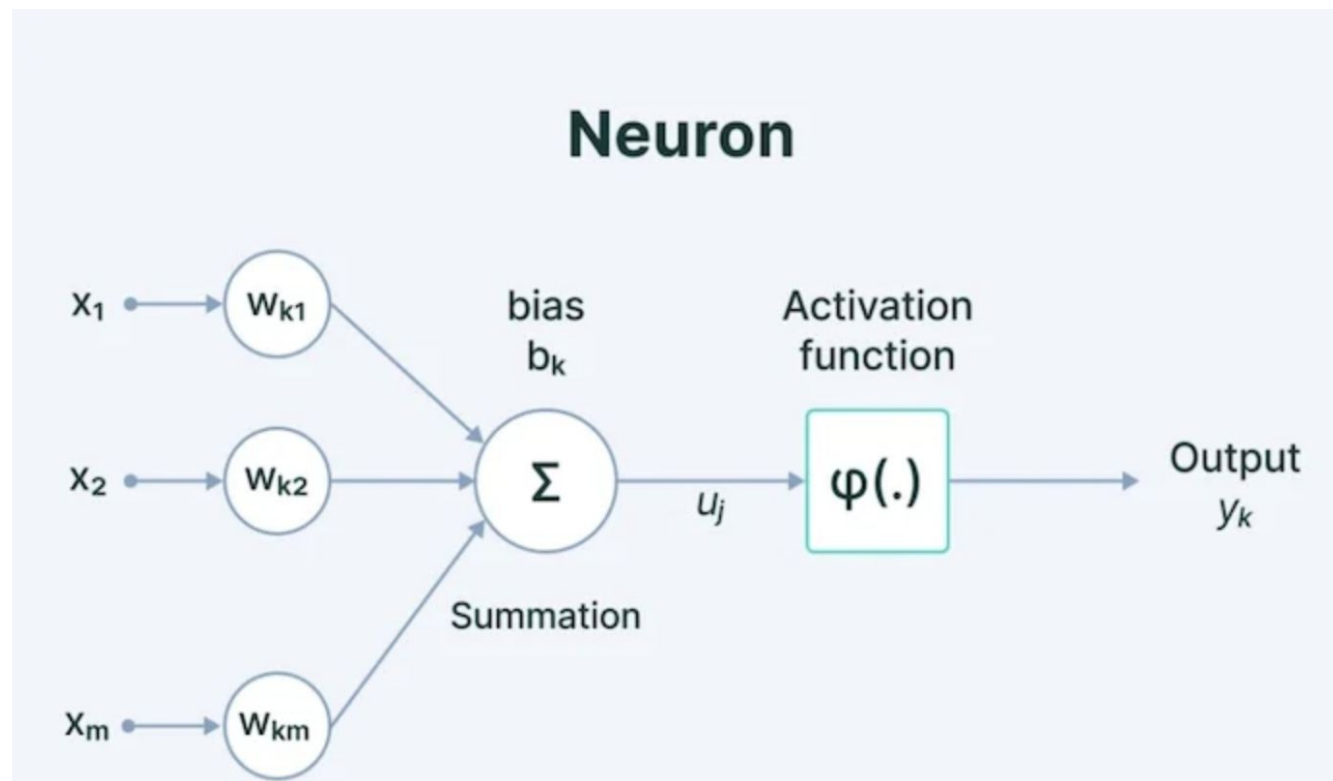 Neuron
x₁
wₖ₁
bias
bₖ
Activation
function
x₂
wₖ₂
Σ
uⱼ
φ(.)
Output
yₖ
Summation
xₘ
wₖₘ